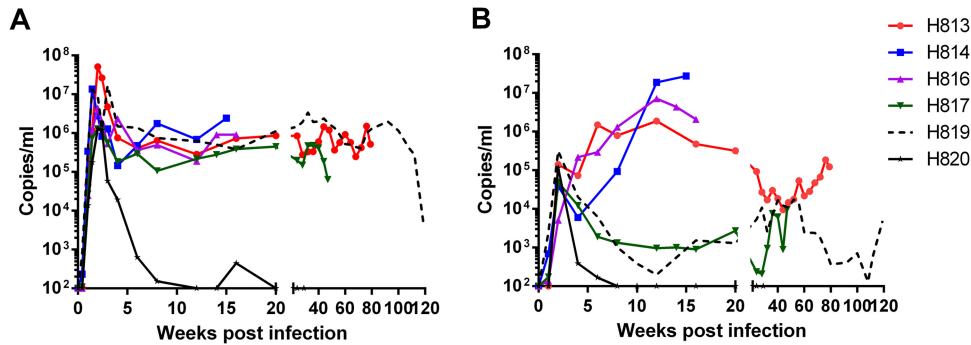 A
Copies/ml
10⁸
10⁷
10⁶
10⁵
10⁴
10³
10²
0 5 10 15 20 40 60 80 100 120
Weeks post infection
B
Copies/ml
10⁸
10⁷
10⁶
10⁵
10⁴
10³
10²
0 5 10 15 20 40 60 80 100 120
Weeks post infection
H813
H814
H816
H817
H819
H820